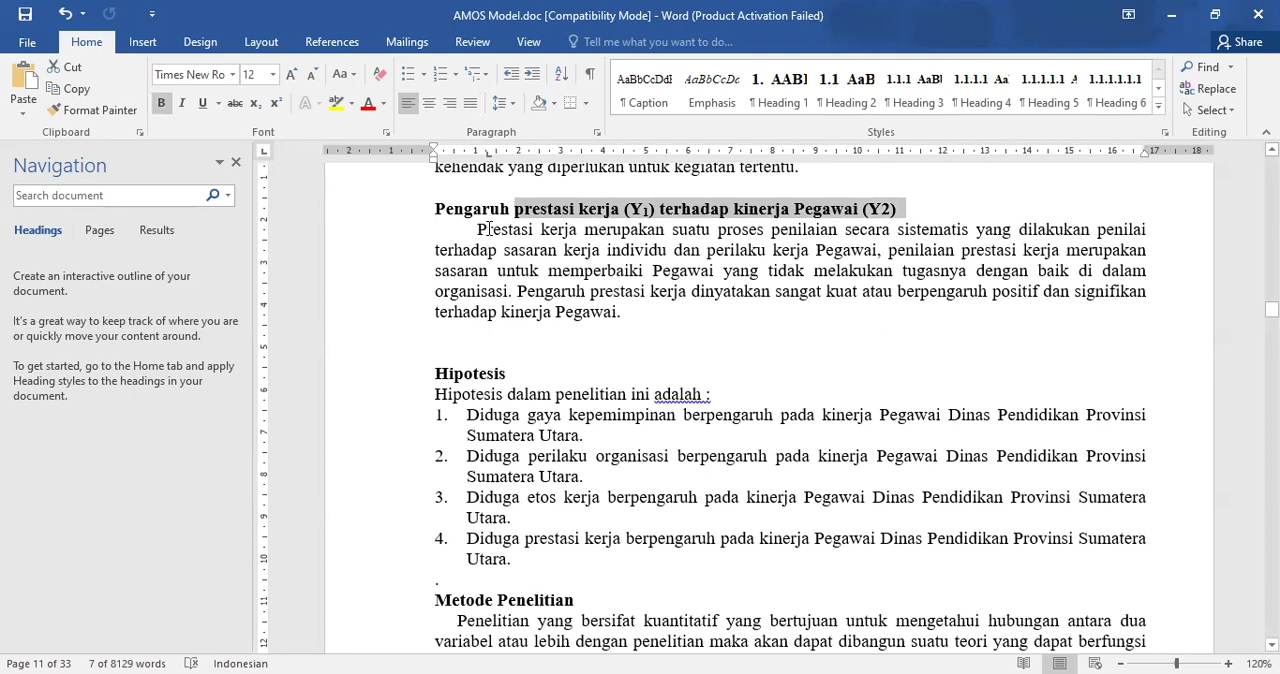 AMOS Model.doc [Compatibility Mode] - Word (Product Activation Failed)
File Home Insert Design Layout References Mailings Review View Tell me what you want to do... Share
Paste
Cut
Copy
Format Painter
Clipboard
Times New Ro 12
Font
Paragraph
AaBbCcDdI AaBbCcDc 1. AABI 1.1 AaB 1.1.1 AaBl 1.1.1.1 Aa 1.1.1.1.1 A 1.1.1.1.1.1
¶ Caption Emphasis ¶ Heading 1 ¶ Heading 2 ¶ Heading 3 ¶ Heading 4 ¶ Heading 5 ¶ Heading 6
Styles
Find
Replace
Select
Editing
Navigation
Search document
Headings Pages Results
Create an interactive outline of your
document.
It's a great way to keep track of where you are
or quickly move your content around.
To get started, go to the Home tab and apply
Heading styles to the headings in your
document.
kehendak yang diperlukan untuk kegiatan tertentu.
Pengaruh prestasi kerja (Y1) terhadap kinerja Pegawai (Y2)
Prestasi kerja merupakan suatu proses penilaian secara sistematis yang dilakukan penilai
terhadap sasaran kerja individu dan perilaku kerja Pegawai, penilaian prestasi kerja merupakan
sasaran untuk memperbaiki Pegawai yang tidak melakukan tugasnya dengan baik di dalam
organisasi. Pengaruh prestasi kerja dinyatakan sangat kuat atau berpengaruh positif dan signifikan
terhadap kinerja Pegawai.
Hipotesis
Hipotesis dalam penelitian ini adalah :
1. Diduga gaya kepemimpinan berpengaruh pada kinerja Pegawai Dinas Pendidikan Provinsi
Sumatera Utara.
2. Diduga perilaku organisasi berpengaruh pada kinerja Pegawai Dinas Pendidikan Provinsi
Sumatera Utara.
3. Diduga etos kerja berpengaruh pada kinerja Pegawai Dinas Pendidikan Provinsi Sumatera
Utara.
4. Diduga prestasi kerja berpengaruh pada kinerja Pegawai Dinas Pendidikan Provinsi Sumatera
Utara.
.
Metode Penelitian
Penelitian yang bersifat kuantitatif yang bertujuan untuk mengetahui hubungan antara dua
variabel atau lebih dengan penelitian maka akan dapat dibangun suatu teori yang dapat berfungsi
Page 11 of 33 7 of 8129 words Indonesian 120%